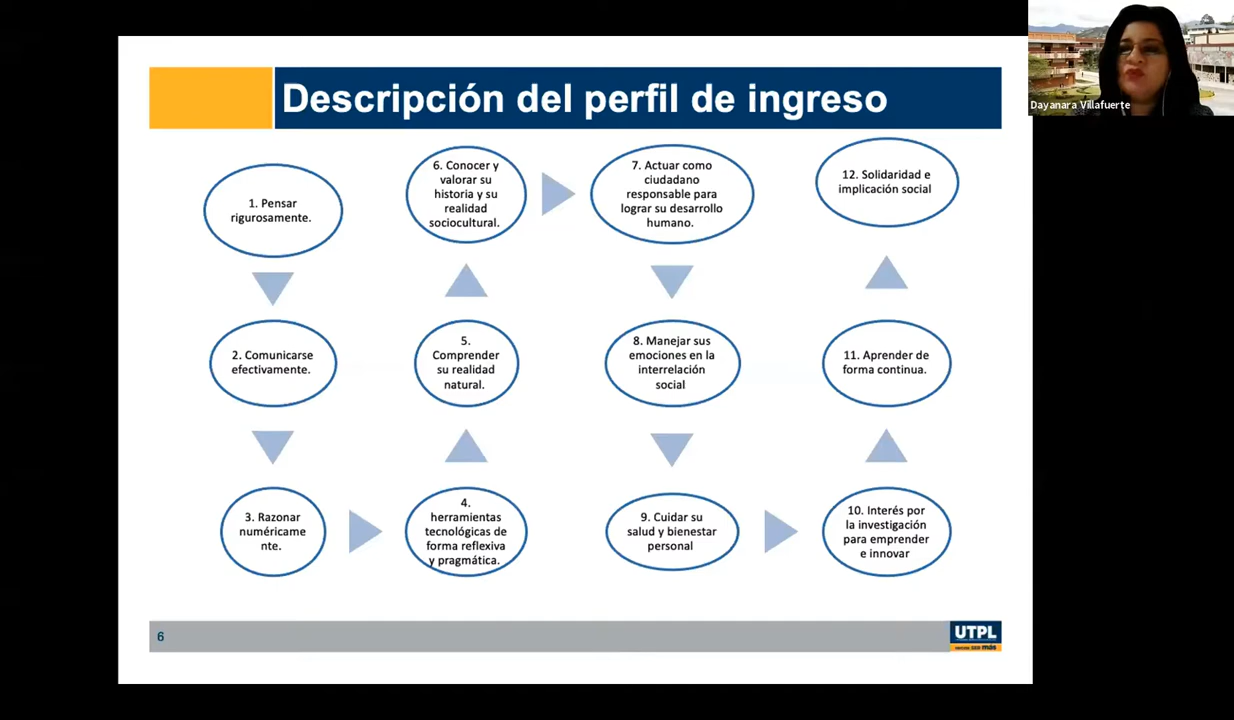 Descripción del perfil de ingreso
Dayanara Villafuerte
1. Pensar
rigurosamente.
2. Comunicarse
efectivamente.
3. Razonar
numéricame
nte.
4.
herramientas
tecnológicas de
forma reflexiva
y pragmática.
5.
Comprender
su realidad
natural.
6. Conocer y
valorar su
historia y su
realidad
sociocultural.
7. Actuar como
ciudadano
responsable para
lograr su desarrollo
humano.
8. Manejar sus
emociones en la
interrelación
social
9. Cuidar su
salud y bienestar
personal
10. Interés por
la investigación
para emprender
e innovar
11. Aprender de
forma continua.
12. Solidaridad e
implicación social
6
UTPL
ser más